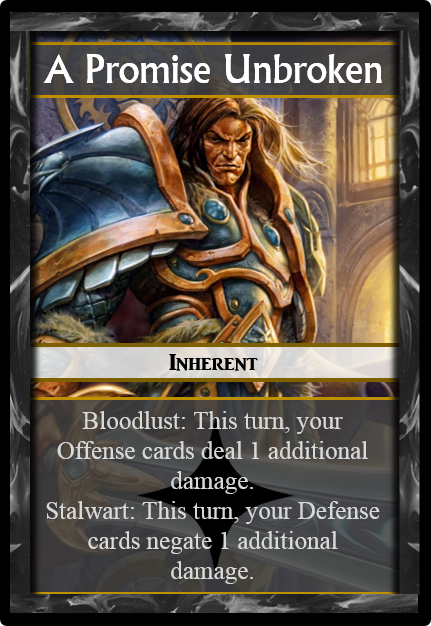 A Promise Unbroken
Inherent
Bloodlust: This turn, your
Offense cards deal 1 additional
damage.
Stalwart: This turn, your Defense
cards negate 1 additional
damage.